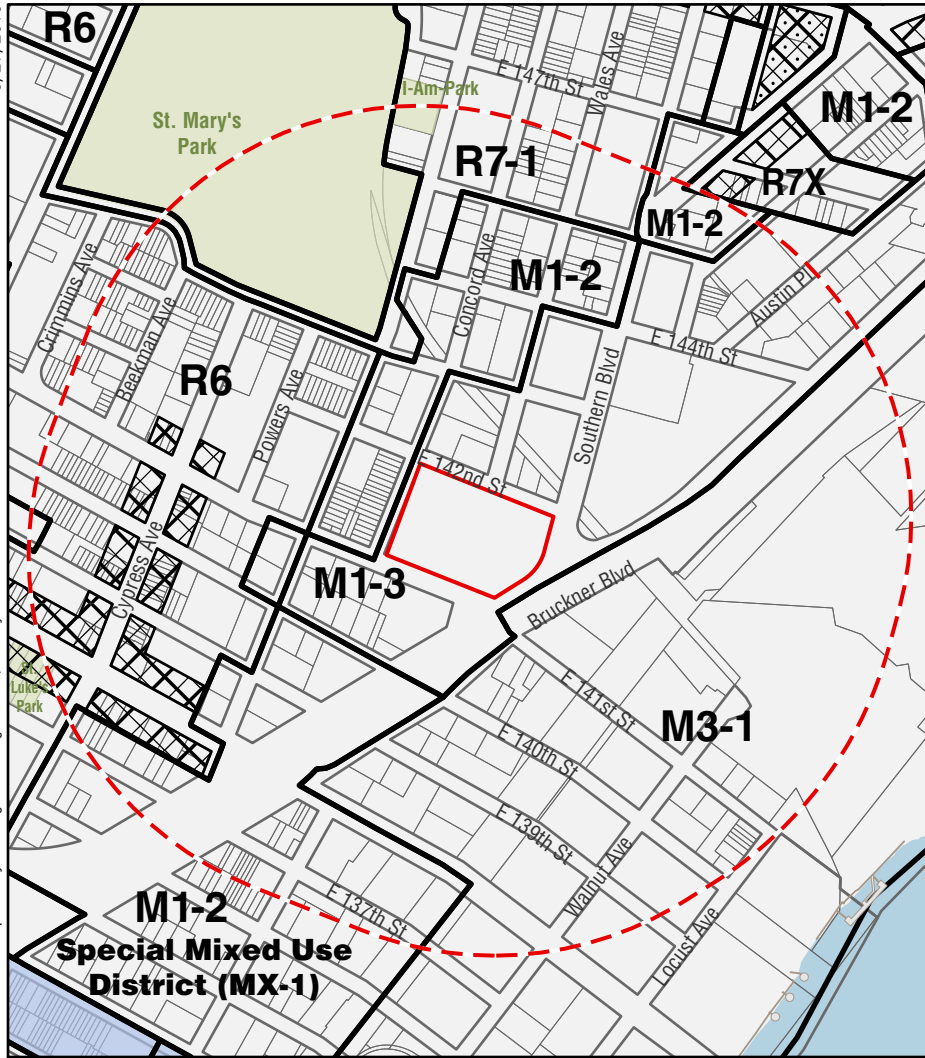 R6
St. Mary's
Park
I-Am-Park
E 147th St
Wales Ave
M1-2
R7-1
R7X
M1-2
M1-2
Crimmins Ave
Beekman Ave
Concord Ave
Austin Pl
E 144th St
R6
Powers Ave
Southern Blvd
E 142nd St
Cypress Ave
M1-3
Bruckner Blvd
St.
Luke's
Park
E 141st St
M3-1
E 140th St
E 139th St
Walnut Ave
E 137th St
Locust Ave
M1-2
Special Mixed Use
District (MX-1)